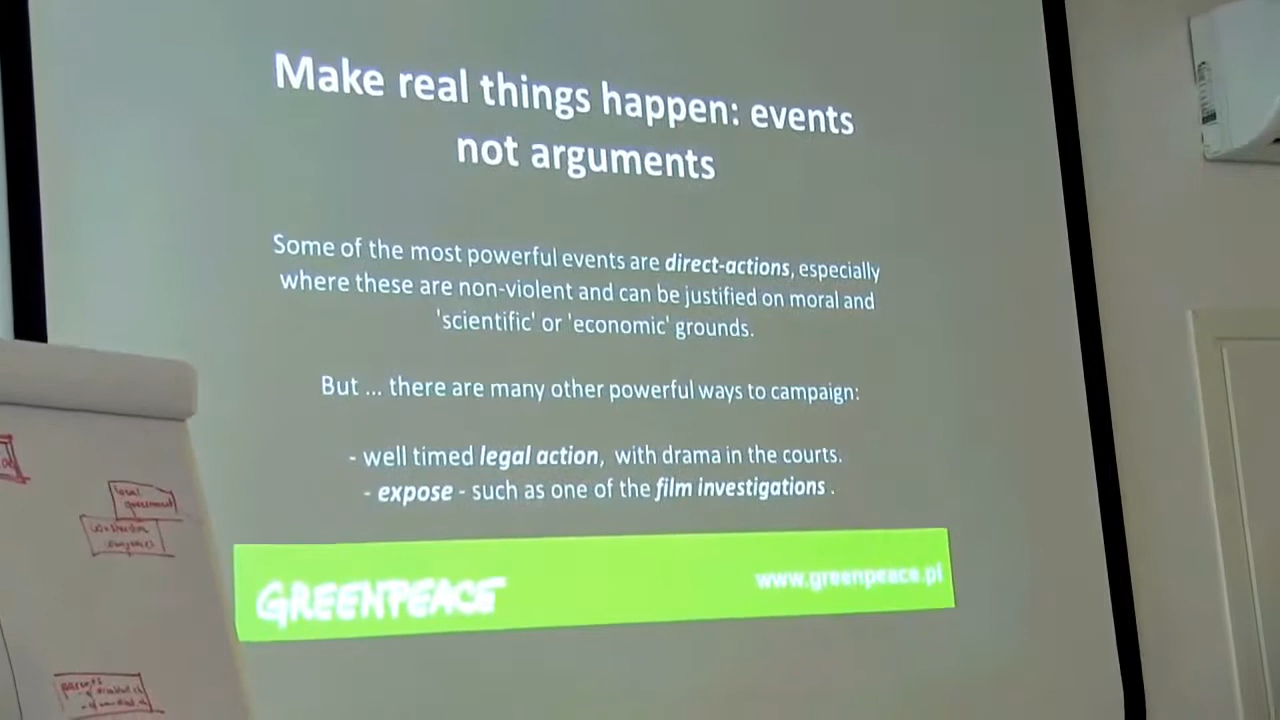 Make real things happen: events
not arguments
Some of the most powerful events are direct-actions, especially
where these are non-violent and can be justified on moral and
'scientific' or 'economic' grounds.
But ... there are many other powerful ways to campaign:
- well timed legal action, with drama in the courts.
- expose - such as one of the film investigations .
GREENPEACE
www.greenpeace.pl
local
government
parents